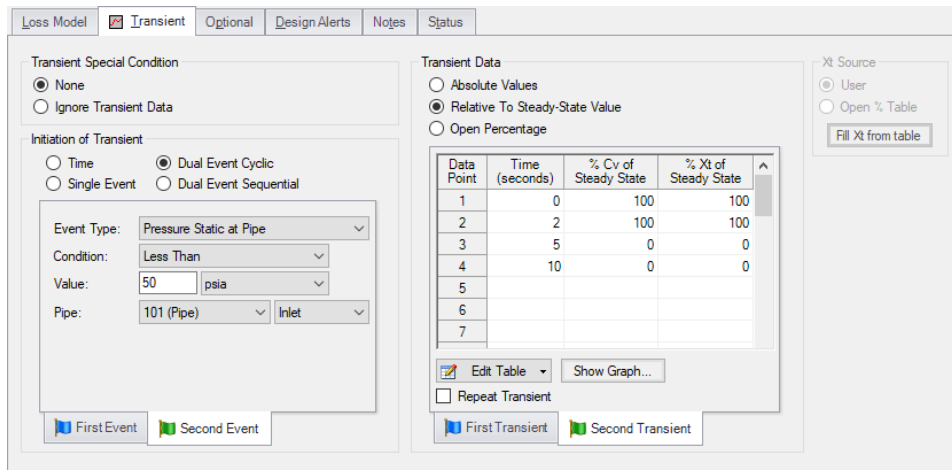 Loss Model Transient Optional Design Alerts Notes Status
Transient Special Condition
None
Ignore Transient Data
Initiation of Transient
Time Dual Event Cyclic
Single Event Dual Event Sequential
Event Type: Pressure Static at Pipe
Condition: Less Than
Value: 50 psia
Pipe: 101 (Pipe) Inlet
First Event Second Event
Transient Data
Absolute Values
Relative To Steady-State Value
Open Percentage
Data Point Time (seconds) % Cv of Steady State % Xt of Steady State
1 0 100 100
2 2 100 100
3 5 0 0
4 10 0 0
5
6
7
Edit Table Show Graph...
Repeat Transient
First Transient Second Transient
Xt Source
User
Open % Table
Fill Xt from table